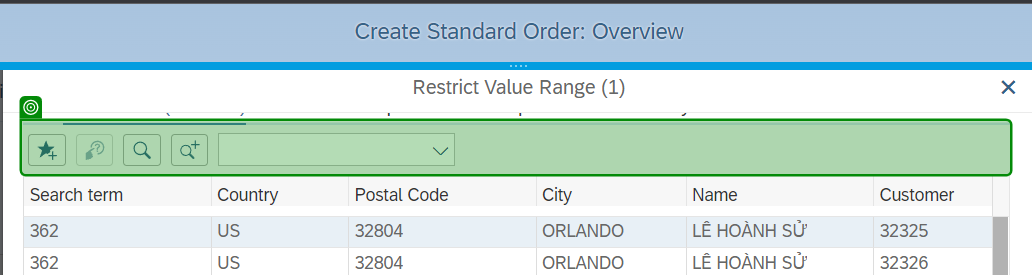 Create Standard Order: Overview
Restrict Value Range (1)
Search term Country Postal Code City Name Customer
362 US 32804 ORLANDO LÊ HOÀNH SỬ 32325
362 US 32804 ORLANDO LÊ HOÀNH SỬ 32326